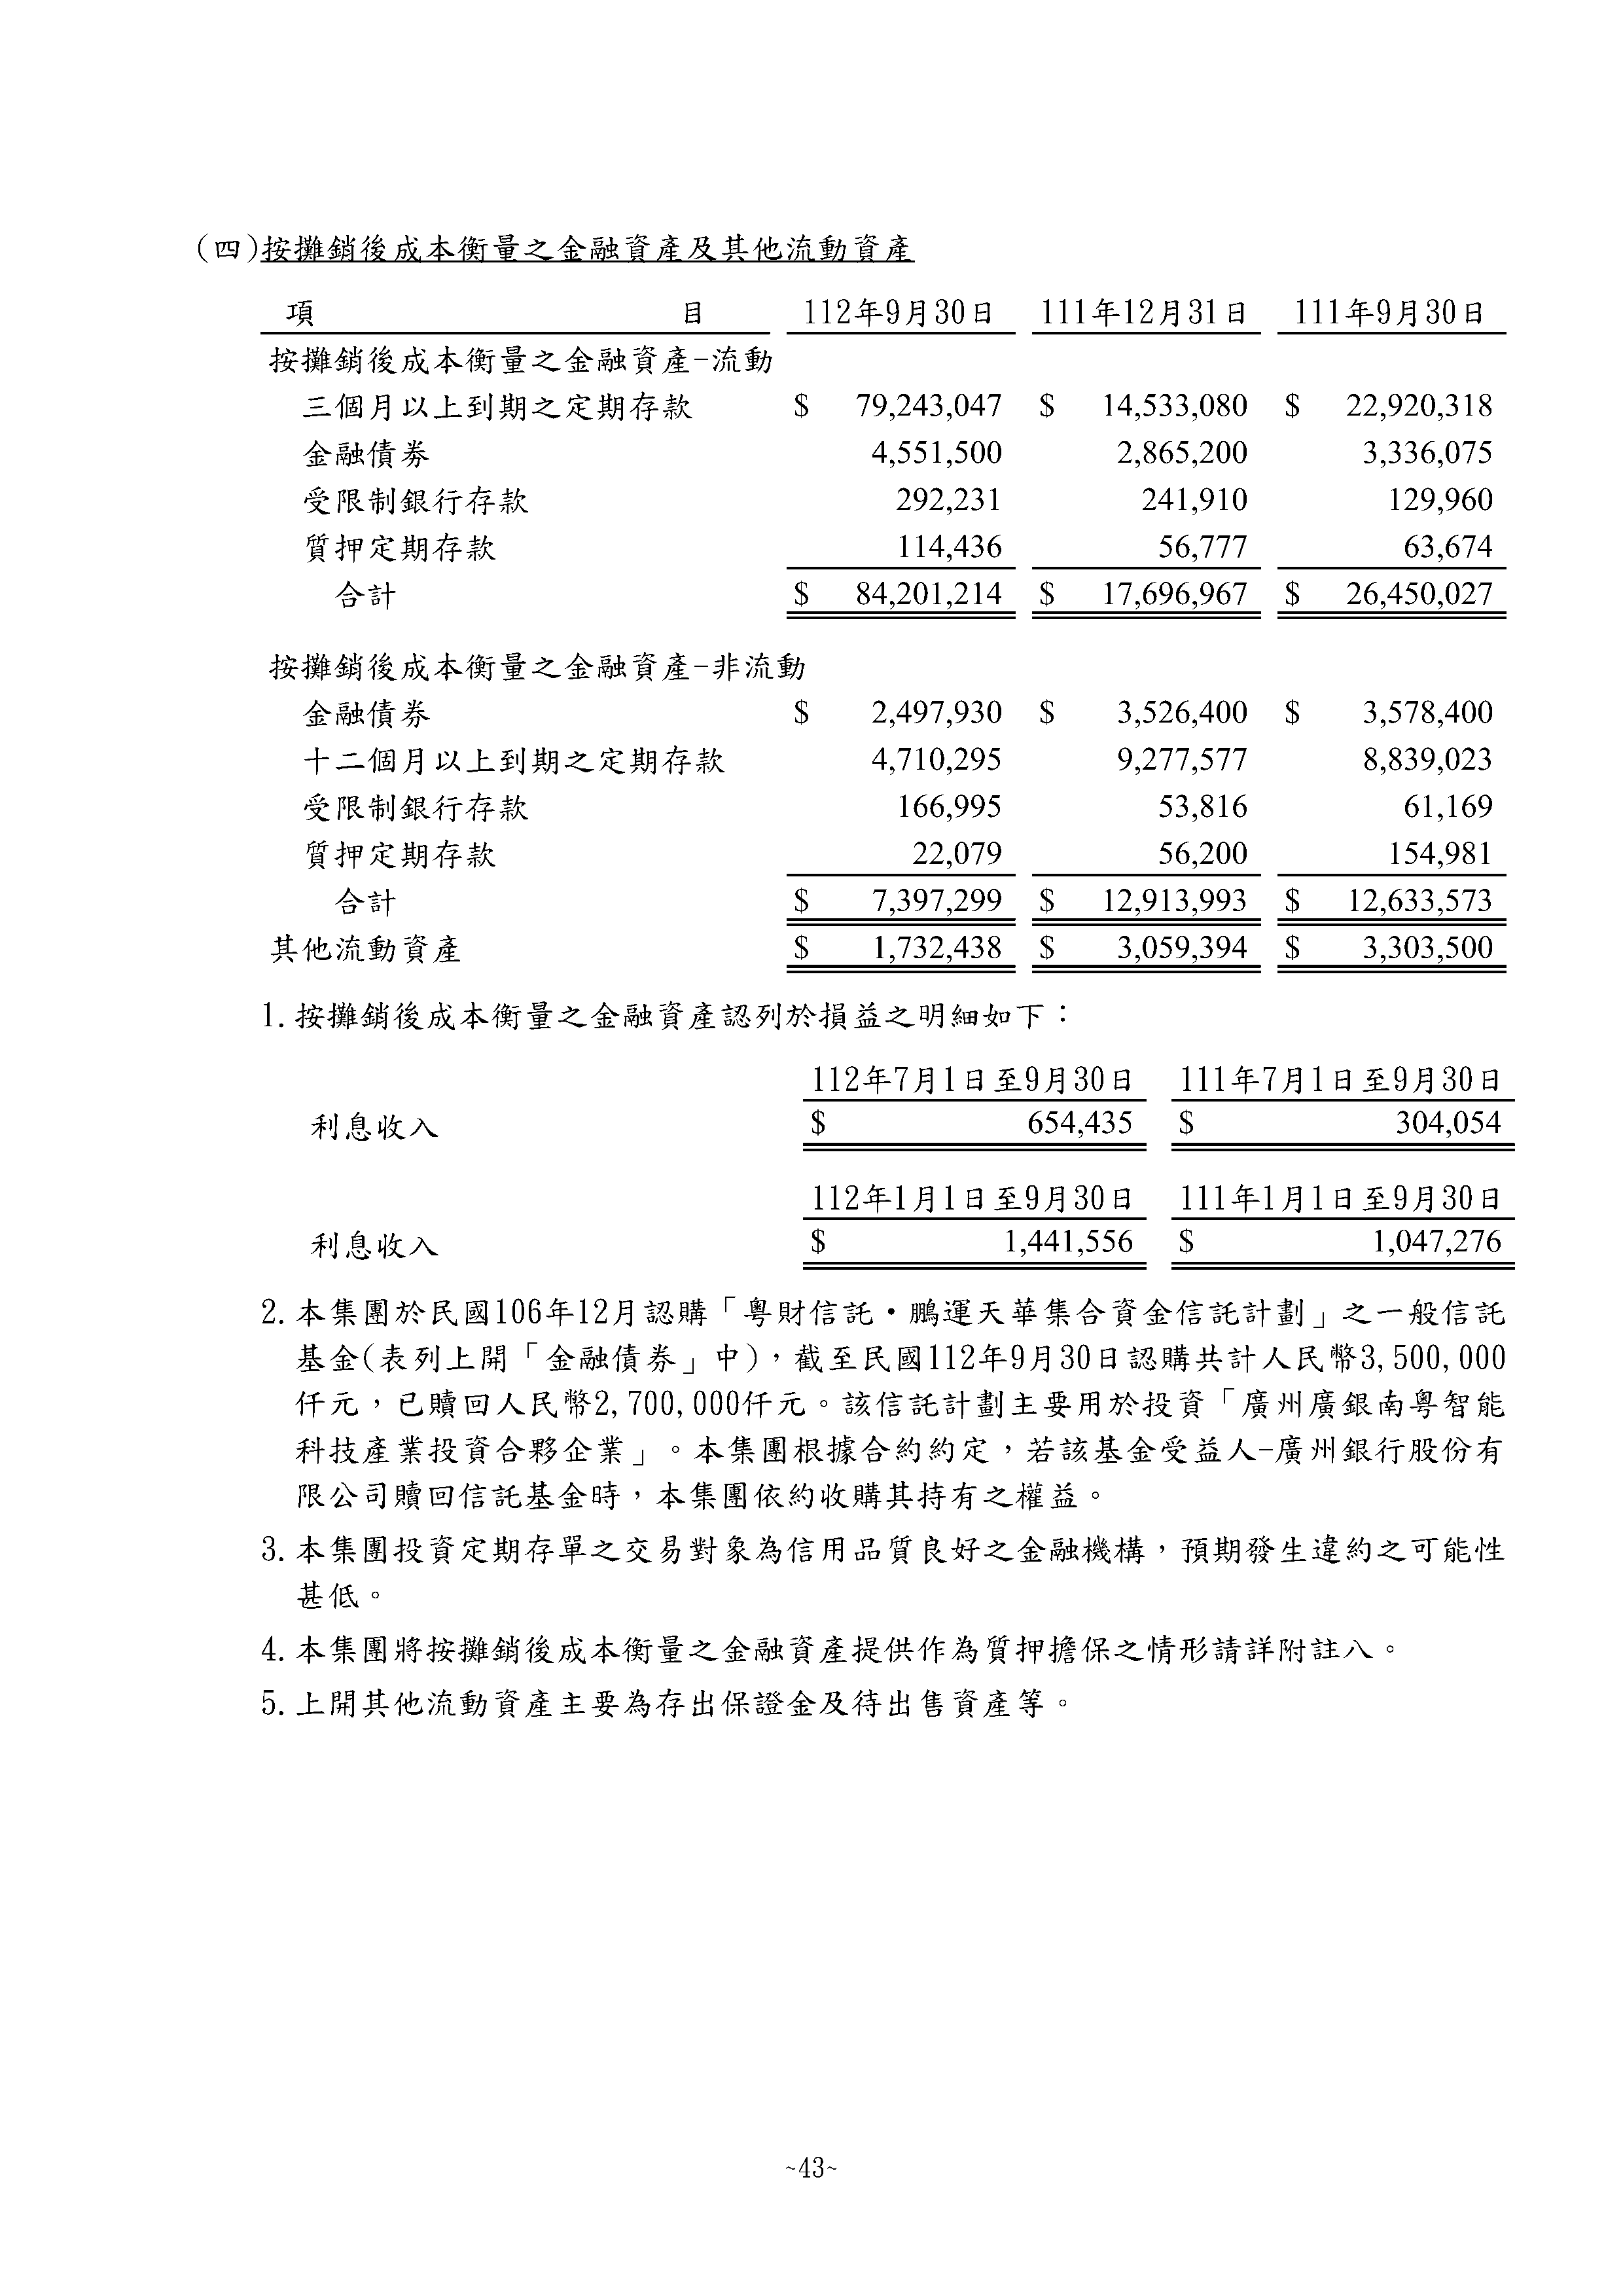 (四)按攤銷後成本衡量之金融資產及其他流動資產
項 目 112年9月30日 111年12月31日 111年9月30日
按攤銷後成本衡量之金融資產-流動
三個月以上到期之定期存款 $ 79,243,047 $ 14,533,080 $ 22,920,318
金融債券 4,551,500 2,865,200 3,336,075
受限制銀行存款 292,231 241,910 129,960
質押定期存款 114,436 56,777 63,674
合計 $ 84,201,214 $ 17,696,967 $ 26,450,027
按攤銷後成本衡量之金融資產-非流動
金融債券 $ 2,497,930 $ 3,526,400 $ 3,578,400
十二個月以上到期之定期存款 4,710,295 9,277,577 8,839,023
受限制銀行存款 166,995 53,816 61,169
質押定期存款 22,079 56,200 154,981
合計 $ 7,397,299 $ 12,913,993 $ 12,633,573
其他流動資產 $ 1,732,438 $ 3,059,394 $ 3,303,500
1.按攤銷後成本衡量之金融資產認列於損益之明細如下：
112年7月1日至9月30日 111年7月1日至9月30日
利息收入 $ 654,435 $ 304,054
112年1月1日至9月30日 111年1月1日至9月30日
利息收入 $ 1,441,556 $ 1,047,276
2.本集團於民國106年12月認購「粵財信託•鵬運天華集合資金信託計劃」之一般信託
基金(表列上開「金融債券」中)，截至民國112年9月30日認購共計人民幣3,500,000
仟元，已贖回人民幣2,700,000仟元。該信託計劃主要用於投資「廣州廣銀南粵智能
科技產業投資合夥企業」。本集團根據合約約定，若該基金受益人-廣州銀行股份有
限公司贖回信託基金時，本集團依約收購其持有之權益。
3.本集團投資定期存單之交易對象為信用品質良好之金融機構，預期發生違約之可能性
甚低。
4.本集團將按攤銷後成本衡量之金融資產提供作為質押擔保之情形請詳附註八。
5.上開其他流動資產主要為存出保證金及待出售資產等。
~43~